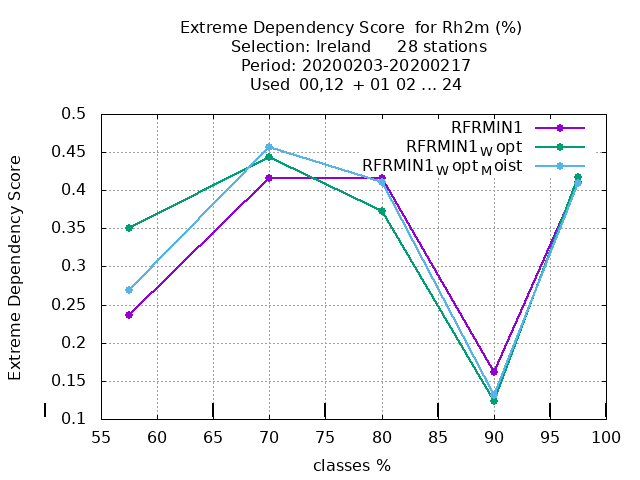 Extreme Dependency Score  for Rh2m (%)
Selection: Ireland     28 stations
Period: 20200203-20200217
Used  00,12  + 01 02 ... 24
Extreme Dependency Score
0.5
0.45
0.4
0.35
0.3
0.25
0.2
0.15
0.1
RFRMIN1
RFRMIN1W opt
RFRMIN1W optM oist
55 60 65 70 75 80 85 90 95 100
classes %